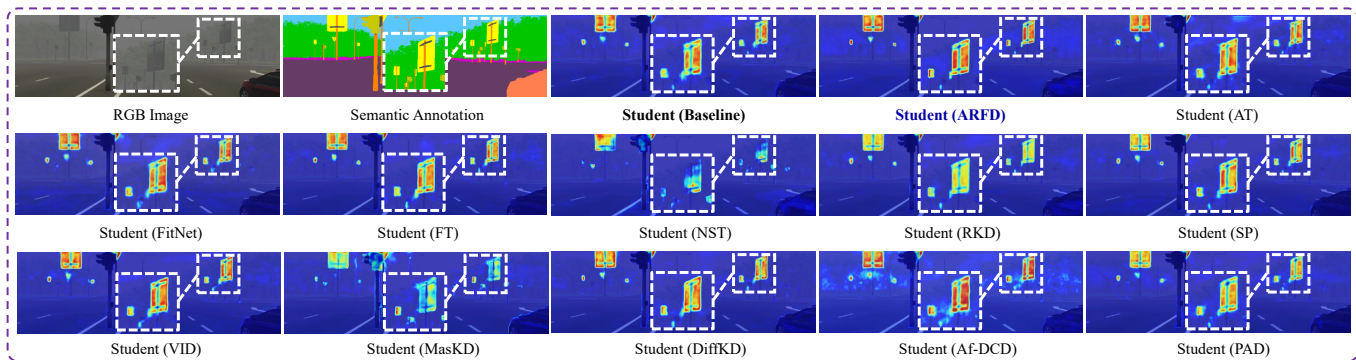 RGB Image
Semantic Annotation
Student (Baseline)
Student (ARFD)
Student (AT)
Student (FitNet)
Student (FT)
Student (NST)
Student (RKD)
Student (SP)
Student (VID)
Student (MasKD)
Student (DiffKD)
Student (Af-DCD)
Student (PAD)